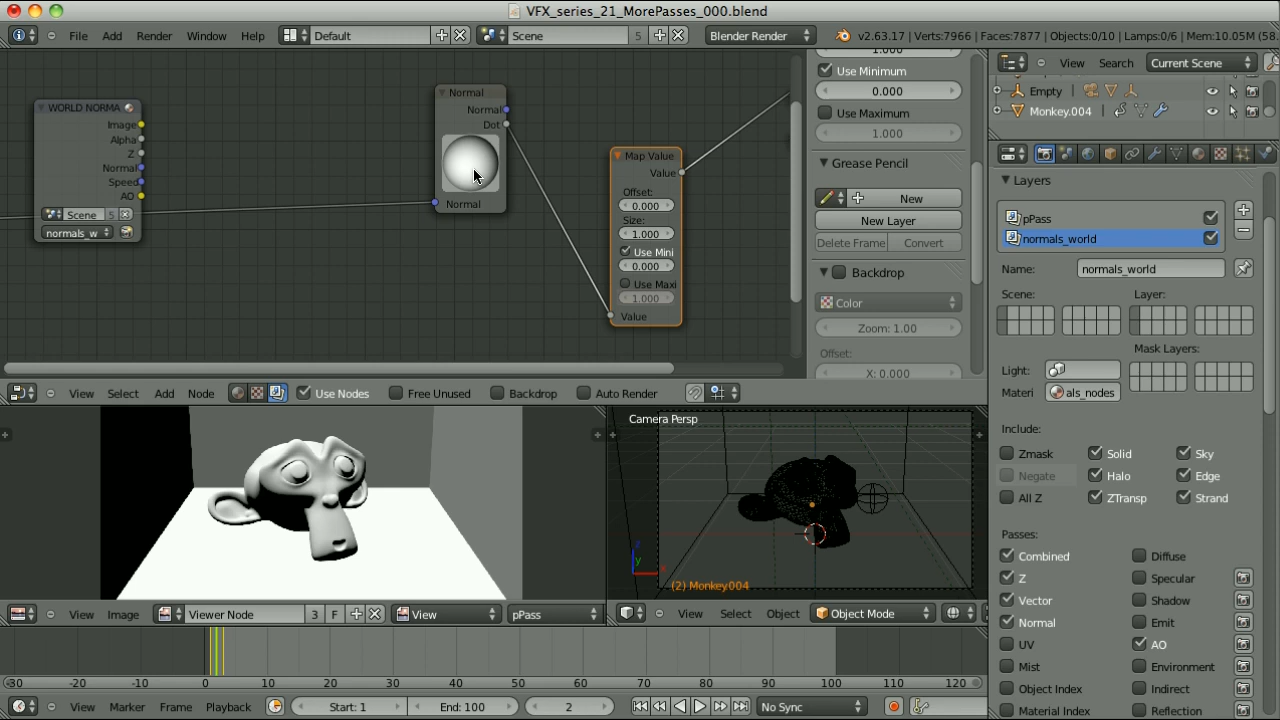 VFX_series_21_MorePasses_000.blend
File Add Render Window Help Default Scene 5 Blender Render v2.63.17 | Verts:7966 | Faces:7877 | Objects:0/10 | Lamps:0/6 | Mem:10.05M (58.
View Search Current Scene
Empty
Monkey.004
WORLD NORMA
Image
Alpha
Z
Normal
Speed
AO
Scene 5
normals_w
Normal
Normal
Dot
Normal
Map Value
Value
Offset:
0.000
Size:
1.000
Use Mini
0.000
Use Maxi
1.000
Value
1.000
Use Minimum
0.000
Use Maximum
1.000
Grease Pencil
New
New Layer
Delete Frame Convert
Backdrop
Color
Zoom: 1.00
Offset:
X: 0.000
Layers
pPass
normals_world
Name: normals_world
Scene: Layer:
Mask Layers:
Light:
Materi als_nodes
Include:
Zmask Solid Sky
Negate Halo Edge
All Z ZTransp Strand
Passes:
Combined Diffuse
Z Specular
Vector Shadow
Normal Emit
UV AO
Mist Environment
Object Index Indirect
Material Index Reflection
View Select Add Node Use Nodes Free Unused Backdrop Auto Render
Camera Persp
z
y
x
(2) Monkey.004
View Image Viewer Node 3 F View pPass
View Select Object Object Mode
-30 -20 -10 0 10 20 30 40 50 60 70 80 90 100 110 120
View Marker Frame Playback Start: 1 End: 100 2 No Sync